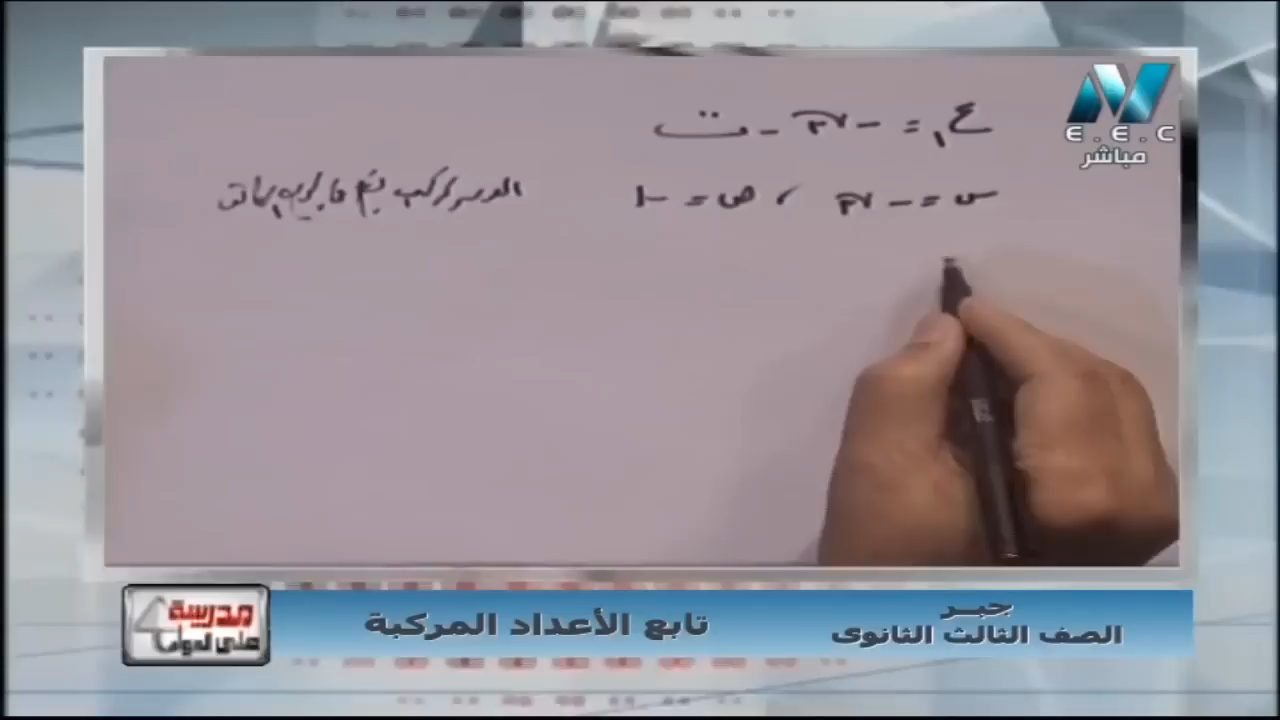 E.E.C
مباشر
ع١ = −√٣ − ت
س = −√٣ ، ص = −١
العدد المركب يقع في الربع الثالث
جبر
الصف الثالث الثانوى
تابع الأعداد المركبة
مدرسة
على الهواء